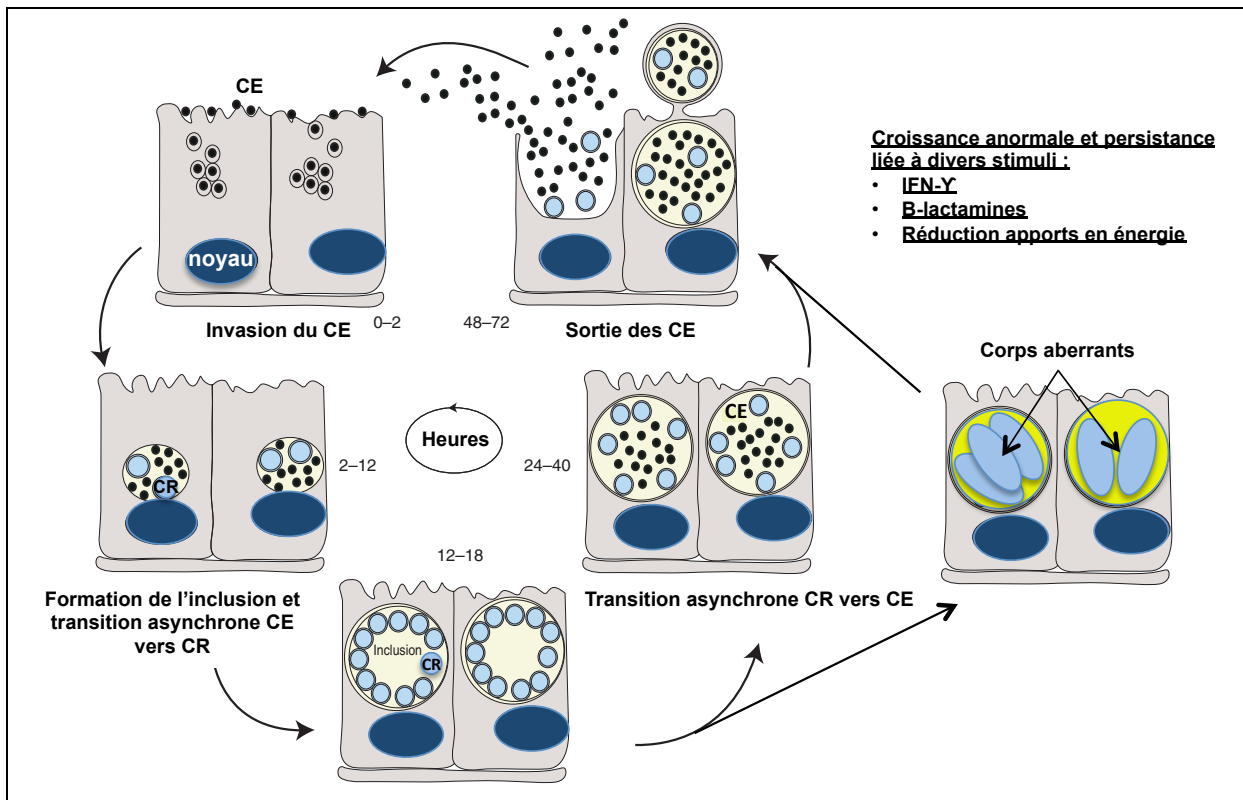 CE
Croissance anormale et persistance
liée à divers stimuli :
• IFN-ϒ
• B-lactamines
• Réduction apports en énergie
noyau
Invasion du CE
0–2
48–72
Sortie des CE
Corps aberrants
CE
Heures
2–12
24–40
CR
12–18
Formation de l'inclusion et
transition asynchrone CE
vers CR
Transition asynchrone CR vers CE
Inclusion
CR